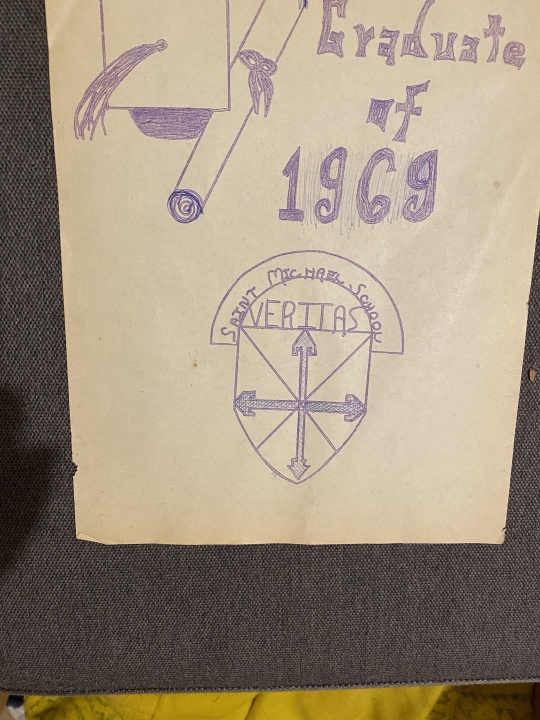 Graduate
of
1969
SAINT MICHAEL SCHOOL
VERITAS